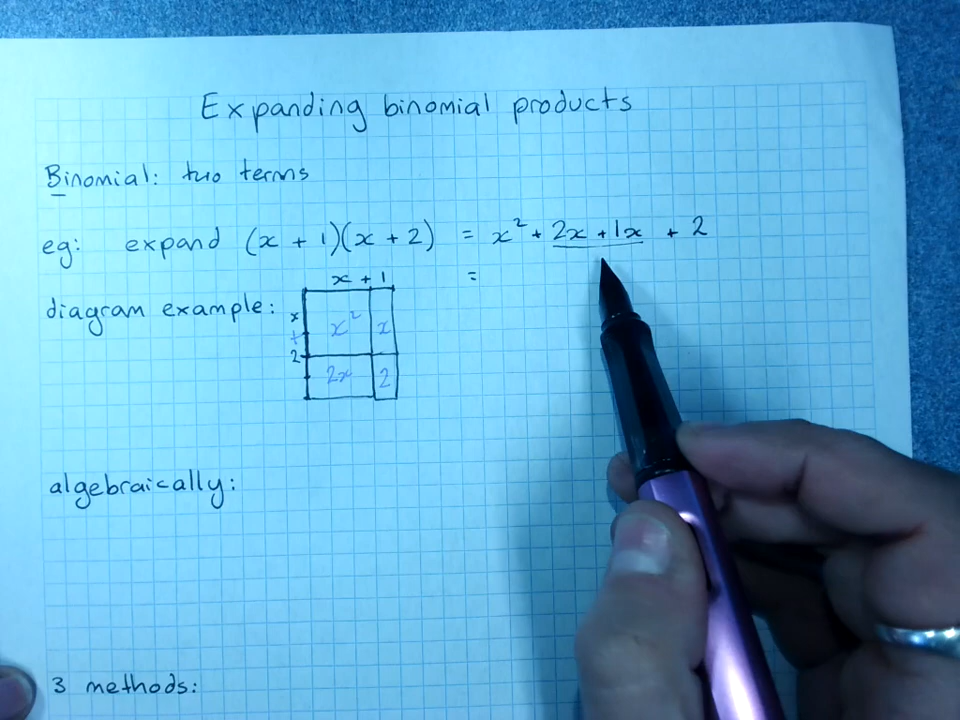 Expanding binomial products
Binomial: two terms
eg: expand (x + 1)(x + 2) = x² + 2x + 1x + 2
=
diagram example:
x + 1
x
+
2
x² x
2x 2
algebraically:
3 methods: